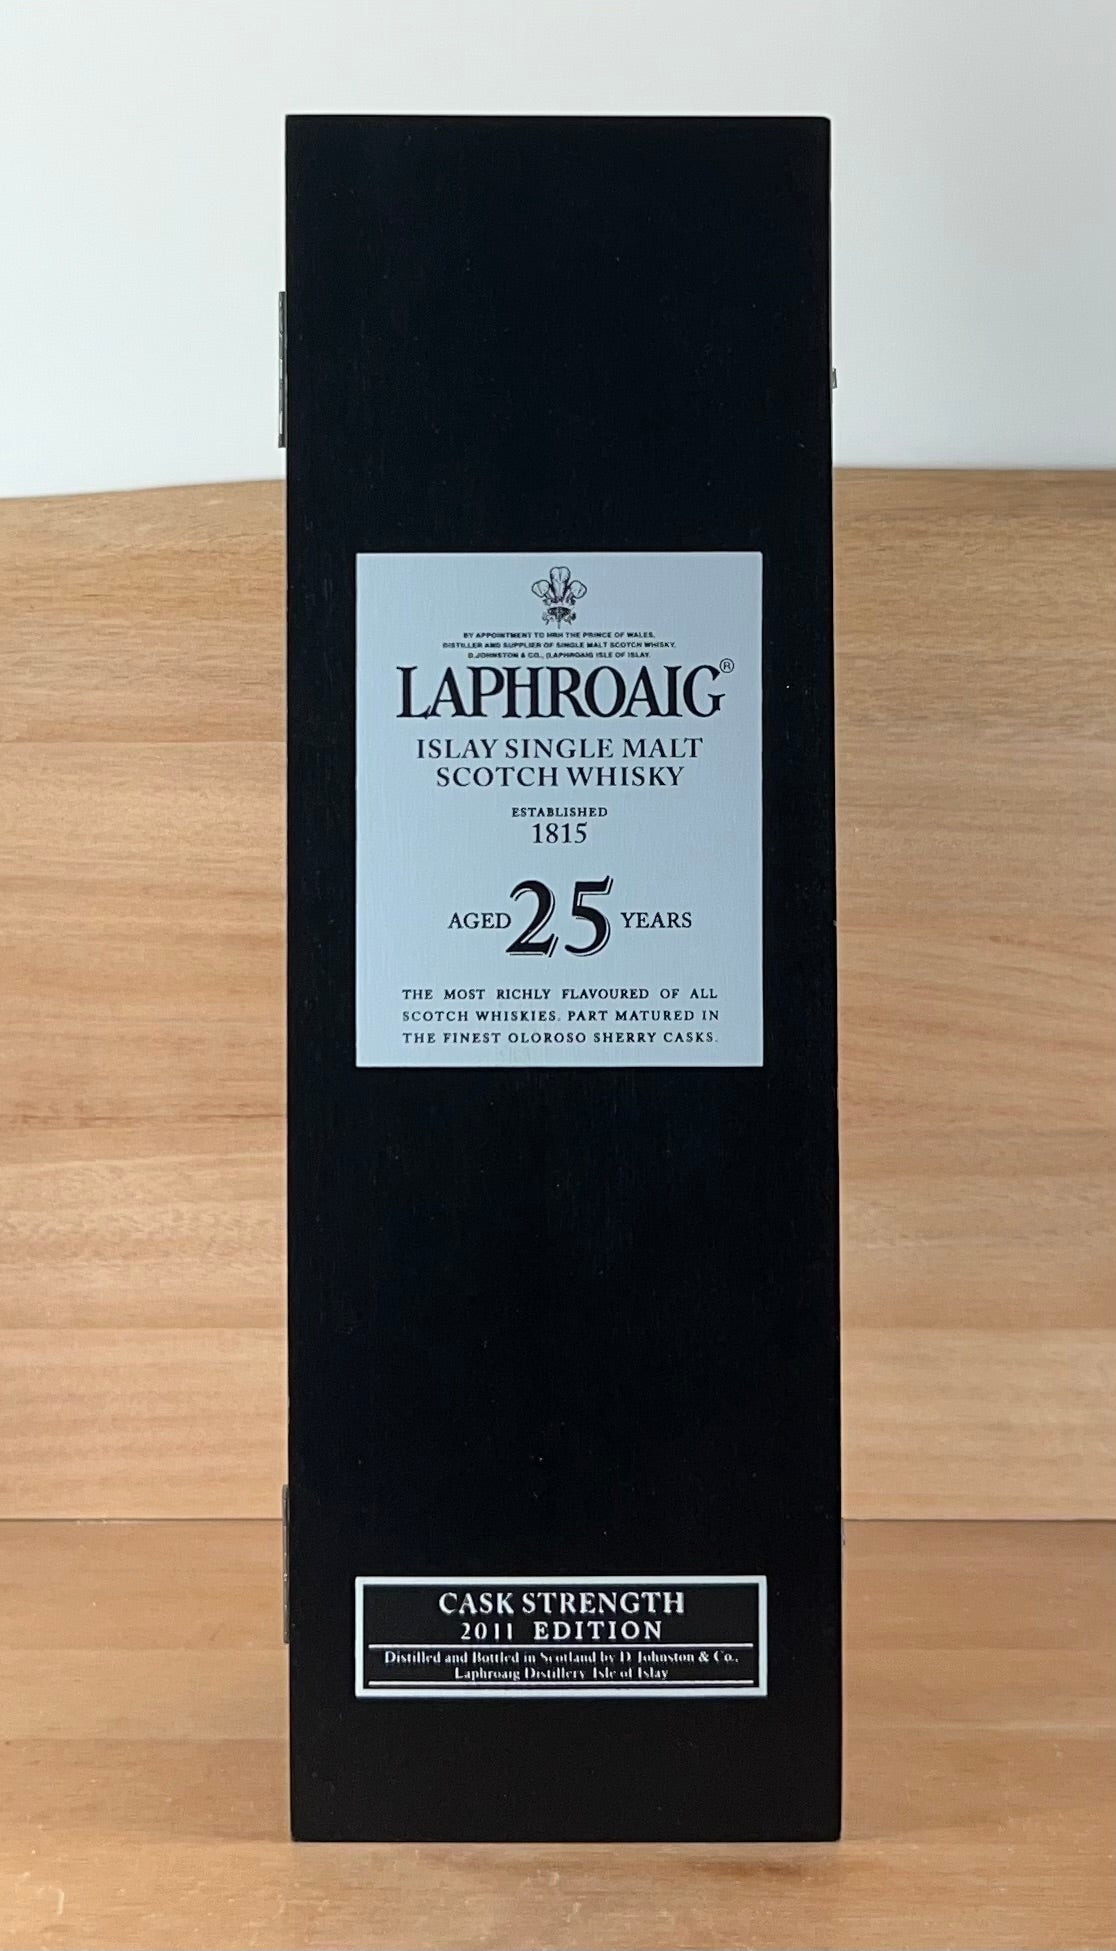 BY APPOINTMENT TO HRH THE PRINCE OF WALES,
DISTILLER AND SUPPLIER OF SINGLE MALT SCOTCH WHISKY,
D.JOHNSTON & CO., (LAPHROAIG ISLE OF ISLAY.
LAPHROAIG®
ISLAY SINGLE MALT
SCOTCH WHISKY
ESTABLISHED
1815
AGED 25 YEARS
THE MOST RICHLY FLAVOURED OF ALL
SCOTCH WHISKIES. PART MATURED IN
THE FINEST OLOROSO SHERRY CASKS.
CASK STRENGTH
2011 EDITION
Distilled and Bottled in Scotland by D. Johnston & Co.,
Laphroaig Distillery Isle of Islay